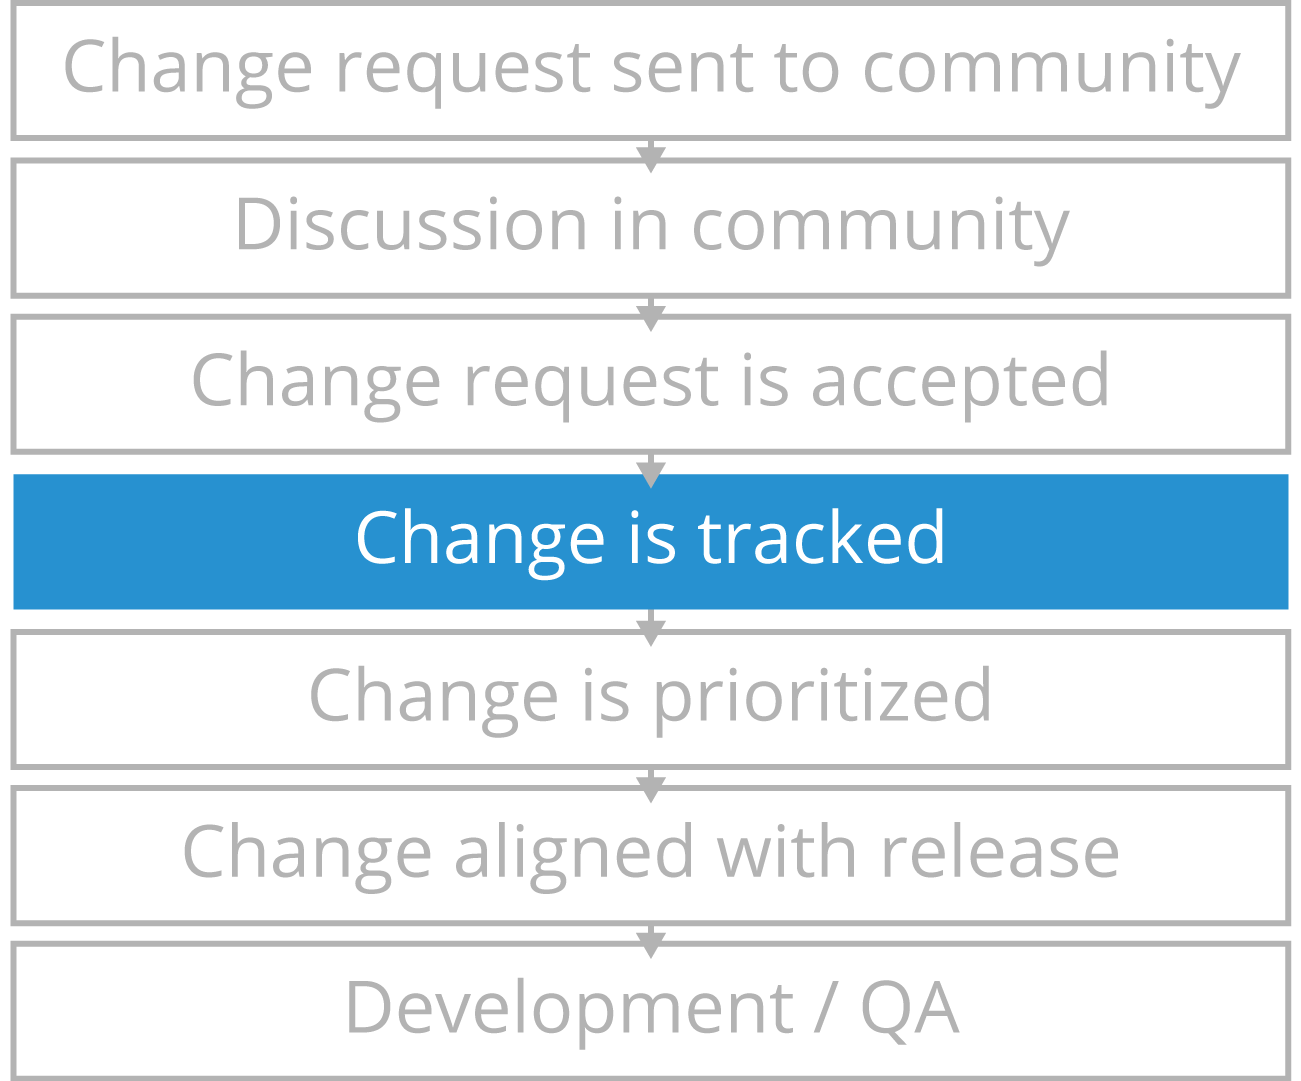 Change request sent to community
Discussion in community
Change request is accepted
Change is tracked
Change is prioritized
Change aligned with release
Development / QA